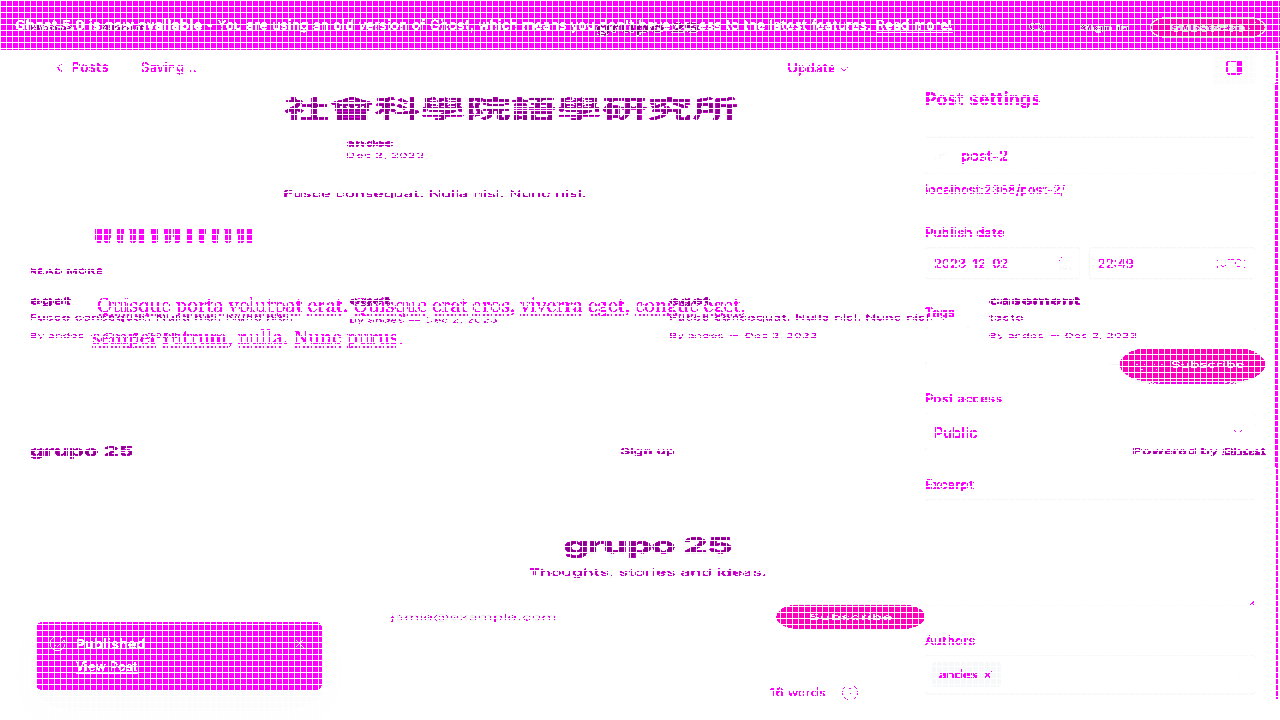 Ghost 5.0 is now available - You are using an old version of Ghost, which means you don't have access to the latest features. Read more!
Posts
Saving...
Update
社會科學院語學研究所
Post settings
andes
Dec 2, 2023
post-2
Fusce consequat. Nulla nisl. Nunc nisl.
localhost:2368/post-2/
Publish date
READ MORE
2023-12-02
22:49
(UTC)
eget
eget
eget
casement
Quisque porta volutpat erat. Quisque erat eros, viverra eget, congue eget,
Fusce consequat. Nulla nisl. Nunc nisl.
By andes — Dec 2, 2023
Fusce consequat. Nulla nisl. Nunc nisl.
taste
Tags
By andes
semper rutrum, nulla. Nunc purus.
By andes — Dec 2, 2023
By andes — Dec 2, 2023
Subscribe
Post access
Public
grupo 25
Sign up
Powered by Ghost
Excerpt
grupo 25
Thoughts, stories and ideas.
jamie@example.com
Subscribe
Published
View Post
Authors
andes ×
16 words